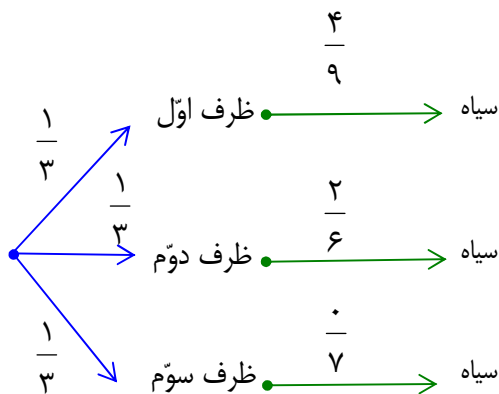 ۴/۹
۱/۳ ظرف اوّل سیاه
۱/۳ ۲/۶
ظرف دوّم سیاه
۱/۳ ۰/۷
ظرف سوّم سیاه